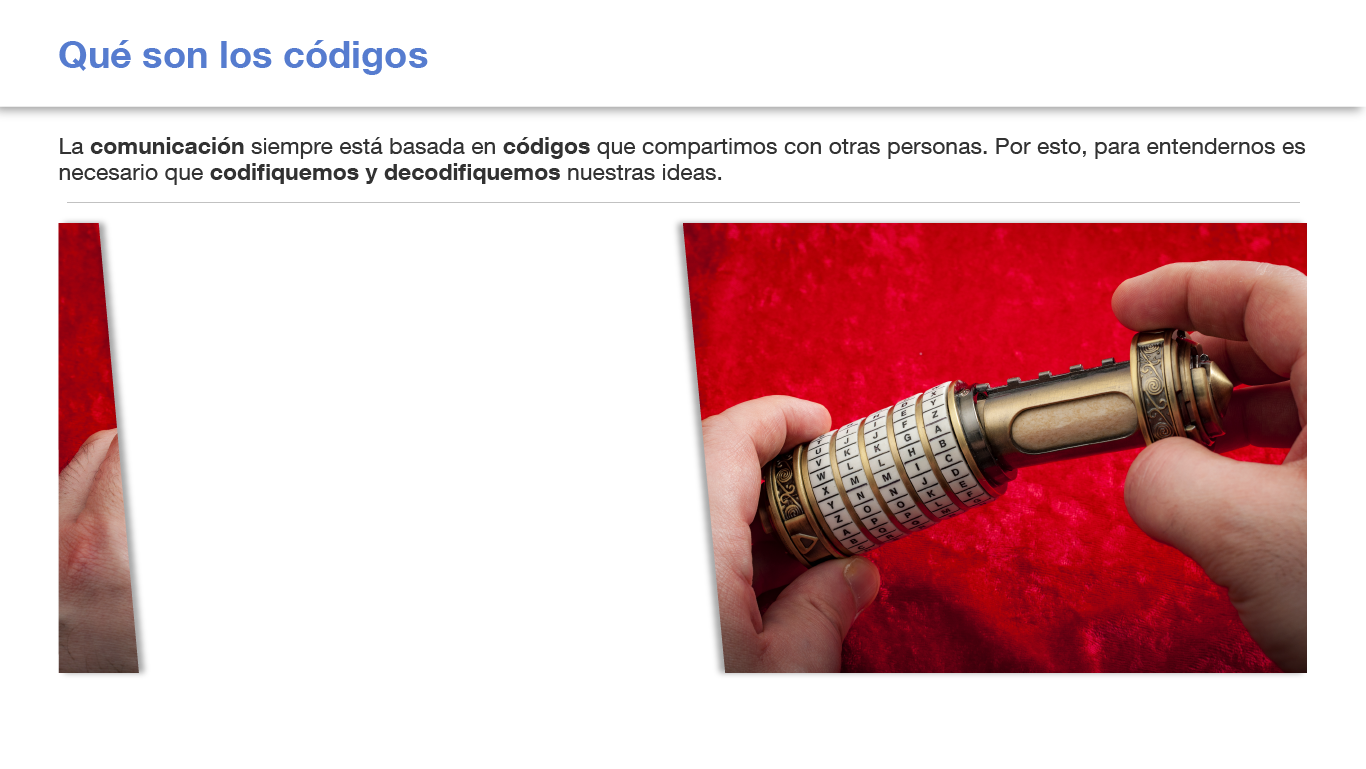 Qué son los códigos
La comunicación siempre está basada en códigos que compartimos con otras personas. Por esto, para entendernos es
necesario que codifiquemos y decodifiquemos nuestras ideas.